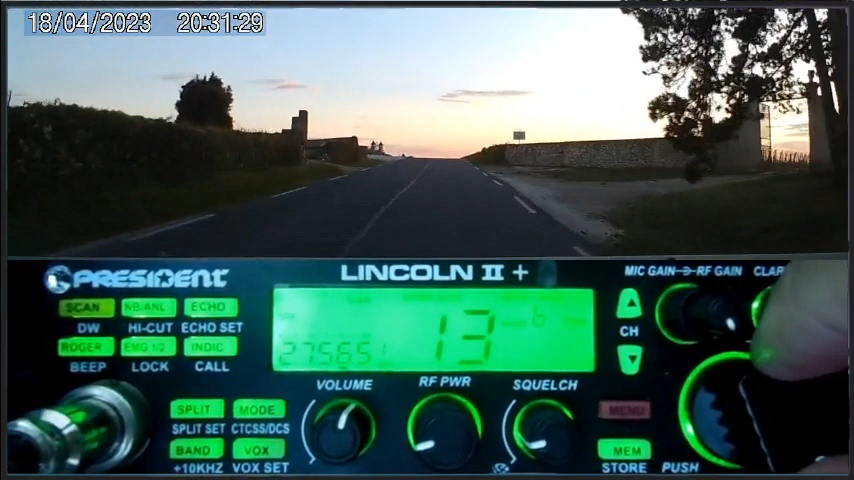 18/04/2023 20:31:29
PRESIDENT
LINCOLN II +
MIC GAIN RF GAIN CLAR
SCAN NB/ANL ECHO
DW HI-CUT ECHO SET
ROGER EMG 1/2 INDIC
BEEP LOCK CALL
13
CH
VOLUME RF PWR SQUELCH
SPLIT MODE
SPLIT SET CTCSS/DCS
BAND VOX
+10KHZ VOX SET
MENU
MEM
STORE PUSH